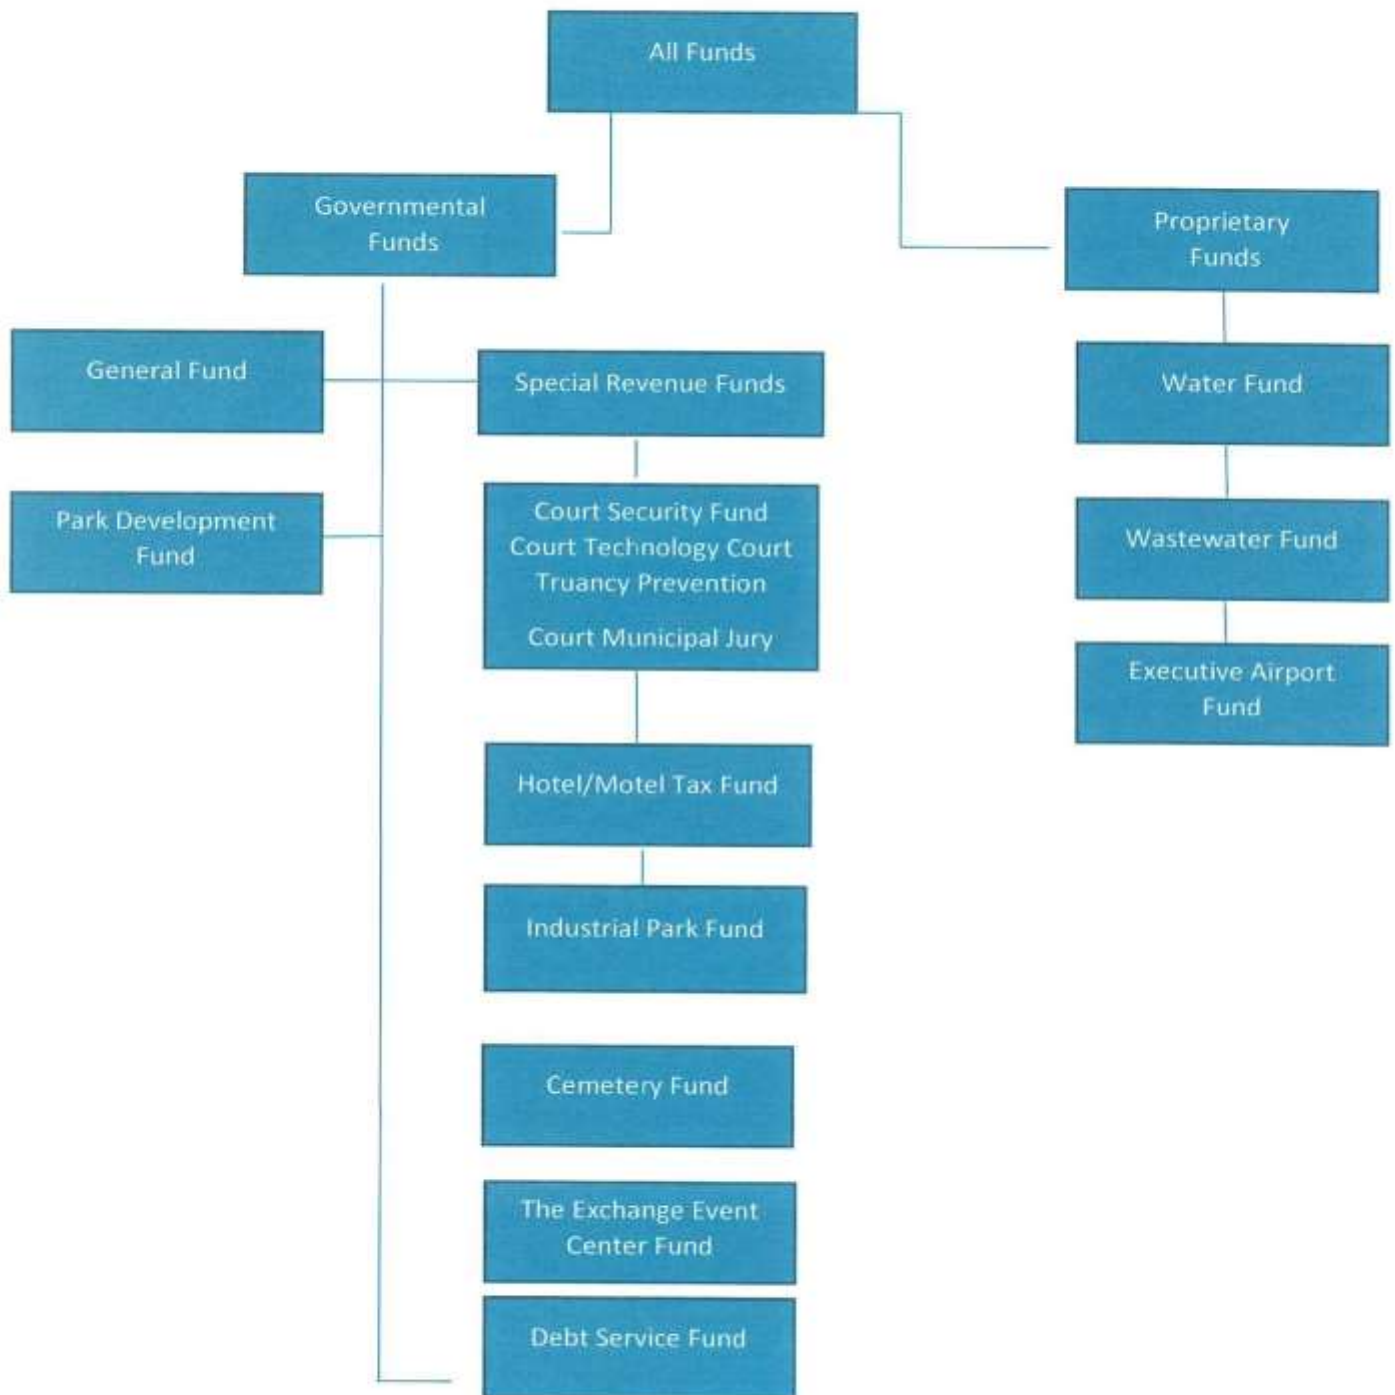 All Funds
Governmental
Funds
Proprietary
Funds
General Fund
Special Revenue Funds
Water Fund
Park Development
Fund
Court Security Fund
Court Technology Court
Truancy Prevention
Court Municipal Jury
Wastewater Fund
Executive Airport
Fund
Hotel/Motel Tax Fund
Industrial Park Fund
Cemetery Fund
The Exchange Event
Center Fund
Debt Service Fund